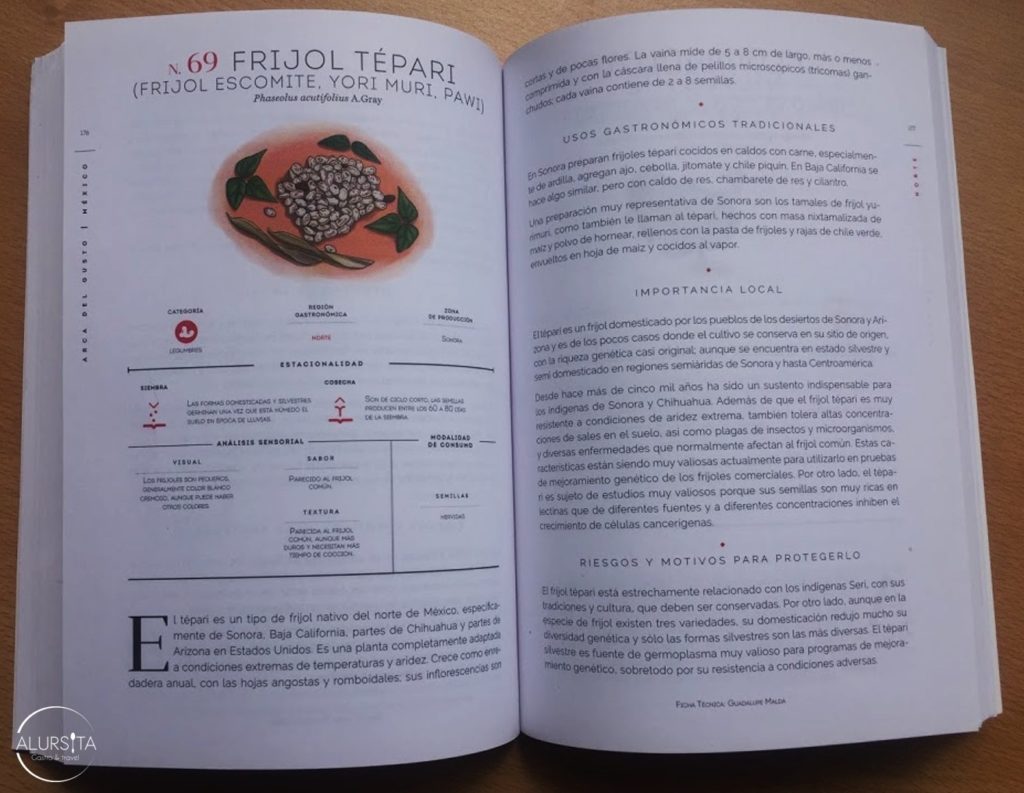 N. 69 FRIJOL TÉPARI
(FRIJOL ESCOMITE, YORI MURI, PAWI)
Phaseolus acutifolius A.Gray
176
ARCA DEL GUSTO | MÉXICO
CATEGORÍA
LEGUMBRES
REGIÓN
GASTRONÓMICA
NORTE
ZONA
DE PRODUCCIÓN
SONORA
ESTACIONALIDAD
SIEMBRA
LAS FORMAS DOMESTICADAS Y SILVESTRES
GERMINAN UNA VEZ QUE ESTÁ HÚMEDO EL
SUELO EN ÉPOCA DE LLUVIAS.
COSECHA
SON DE CICLO CORTO, LAS SEMILLAS
PRODUCEN ENTRE LOS 60 A 80 DÍAS
DE LA SIEMBRA.
ANÁLISIS SENSORIAL
VISUAL
LOS FRIJOLES SON PEQUEÑOS,
GENERALMENTE COLOR BLANCO
CREMOSO, AUNQUE PUEDE HABER
OTROS COLORES.
SABOR
PARECIDO AL FRIJOL
COMÚN.
TEXTURA
PARECIDA AL FRIJOL
COMÚN, AUNQUE MÁS
DUROS Y NECESITAN MÁS
TIEMPO DE COCCIÓN.
MODALIDAD
DE CONSUMO
SEMILLAS
HERVIDAS
El tépari es un tipo de frijol nativo del norte de México, específica-
mente de Sonora, Baja California, partes de Chihuahua y partes de
Arizona en Estados Unidos. Es una planta completamente adaptada
a condiciones extremas de temperaturas y aridez. Crece como enre-
dadera anual, con las hojas angostas y romboidales; sus inflorescencias son
cortas y de pocas flores. La vaina mide de 5 a 8 cm de largo, más o menos
comprimida y con la cáscara llena de pelillos microscópicos (tricomas) gan-
chudos; cada vaina contiene de 2 a 8 semillas.
177
NORTE
USOS GASTRONÓMICOS TRADICIONALES
En Sonora preparan frijoles tépari cocidos en caldos con carne, especialmen-
te de ardilla, agregan ajo, cebolla, jitomate y chile piquín. En Baja California se
hace algo similar, pero con caldo de res, chambarete de res y cilantro.
Una preparación muy representativa de Sonora son los tamales de frijol yu-
rimuri, como también le llaman al tépari, hechos con masa nixtamalizada de
maíz y polvo de hornear, rellenos con la pasta de frijoles y rajas de chile verde,
envueltos en hoja de maíz y cocidos al vapor.
IMPORTANCIA LOCAL
El tépari es un frijol domesticado por los pueblos de los desiertos de Sonora y Ari-
zona y es de los pocos casos donde el cultivo se conserva en su sitio de origen,
con la riqueza genética casi original; aunque se encuentra en estado silvestre y
semi domesticado en regiones semiáridas de Sonora y hasta Centroamérica.
Desde hace más de cinco mil años ha sido un sustento indispensable para
los indígenas de Sonora y Chihuahua. Además de que el frijol tépari es muy
resistente a condiciones de aridez extrema, también tolera altas concentra-
ciones de sales en el suelo, así como plagas de insectos y microorganismos,
y diversas enfermedades que normalmente afectan al frijol común. Estas ca-
racterísticas están siendo muy valiosas actualmente para utilizarlo en pruebas
de mejoramiento genético de los frijoles comerciales. Por otro lado, el tépa-
ri es sujeto de estudios muy valiosos porque sus semillas son muy ricas en
lectinas que de diferentes fuentes y a diferentes concentraciones inhiben el
crecimiento de células cancerígenas.
RIESGOS Y MOTIVOS PARA PROTEGERLO
El frijol tépari está estrechamente relacionado con los indígenas Seri, con sus
tradiciones y cultura, que deben ser conservadas. Por otro lado, aunque en la
especie de frijol existen tres variedades, su domesticación redujo mucho su
diversidad genética y sólo las formas silvestres son las más diversas. El tépari
silvestre es fuente de germoplasma muy valioso para programas de mejora-
miento genético, sobretodo por su resistencia a condiciones adversas.
FICHA TÉCNICA: GUADALUPE MALDA
ALURSITA
Gastro & travel